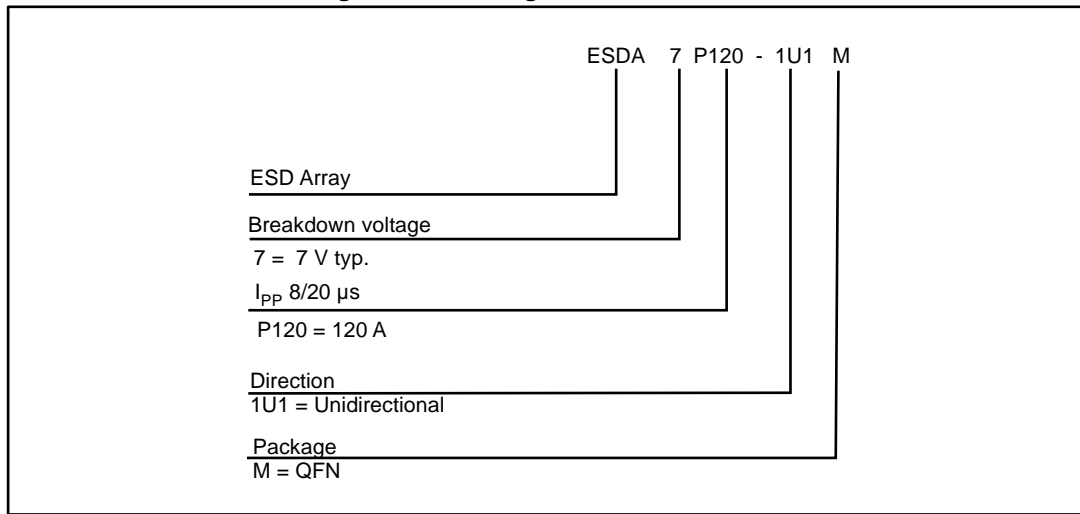 ESDA 7 P120 - 1U1 M
ESD Array
Breakdown voltage
7 = 7 V typ.
IPP 8/20 µs
P120 = 120 A
Direction
1U1 = Unidirectional
Package
M = QFN